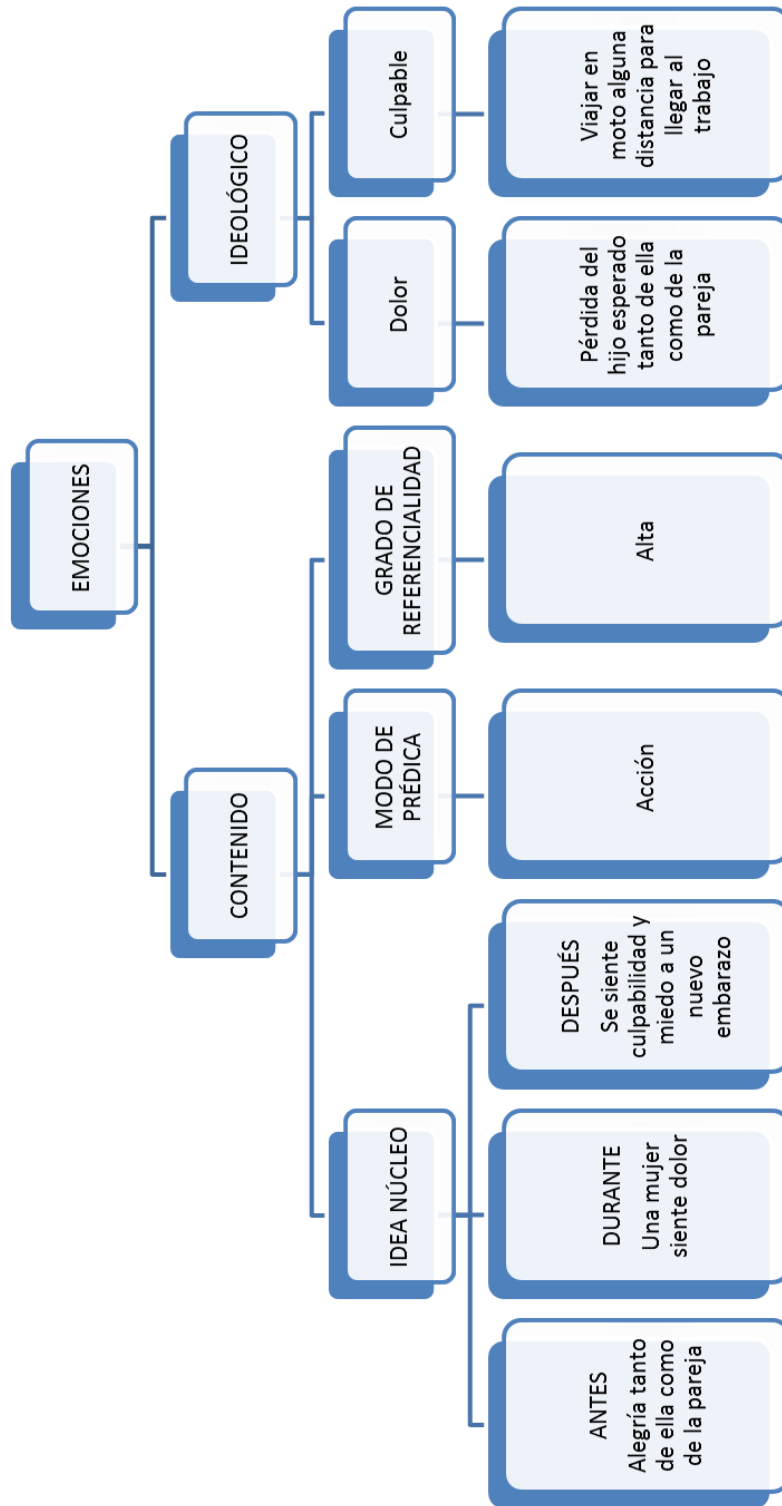 EMOCIONES
CONTENIDO
IDEOLÓGICO
IDEA NÚCLEO
MODO DE
PRÉDICA
GRADO DE
REFERENCIALIDAD
Dolor
Culpable
ANTES
Alegría tanto
de ella como
de la pareja
DURANTE
Una mujer
siente dolor
DESPUÉS
Se siente
culpabilidad y
miedo a un
nuevo
embarazo
Acción
Alta
Pérdida del
hijo esperado
tanto de ella
como de la
pareja
Viajar en
moto alguna
distancia para
llegar al
trabajo